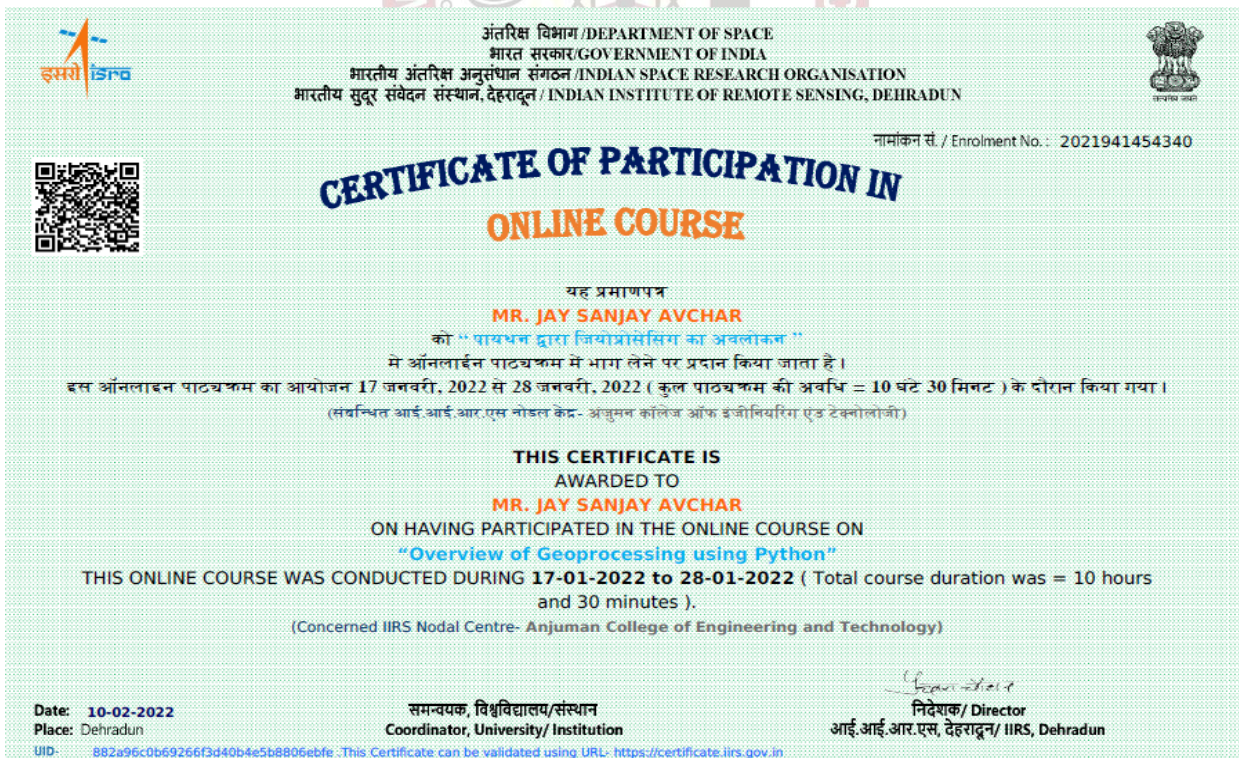 अंतरिक्ष विभाग /DEPARTMENT OF SPACE
भारत सरकार/GOVERNMENT OF INDIA
भारतीय अंतरिक्ष अनुसंधान संगठन /INDIAN SPACE RESEARCH ORGANISATION
भारतीय सुदूर संवेदन संस्थान, देहरादून / INDIAN INSTITUTE OF REMOTE SENSING, DEHRADUN
इसरो isro
सत्यमेव जयते
नामांकन सं. / Enrolment No. : 2021941454340
CERTIFICATE OF PARTICIPATION IN
ONLINE COURSE
यह प्रमाणपत्र
MR. JAY SANJAY AVCHAR
को “ पायथन द्वारा जियोप्रोसेसिंग का अवलोकन ”
मे ऑनलाईन पाठ्यक्रम में भाग लेने पर प्रदान किया जाता है ।
इस ऑनलाइन पाठ्यक्रम का आयोजन 17 जनवरी, 2022 से 28 जनवरी, 2022 ( कुल पाठ्यक्रम की अवधि = 10 घंटे 30 मिनट ) के दौरान किया गया ।
(संबन्धित आई.आई.आर.एस नोडल केंद्र- अंजुमन कॉलेज ऑफ इंजीनियरिंग एंड टेक्नोलोजी)
THIS CERTIFICATE IS
AWARDED TO
MR. JAY SANJAY AVCHAR
ON HAVING PARTICIPATED IN THE ONLINE COURSE ON
“Overview of Geoprocessing using Python”
THIS ONLINE COURSE WAS CONDUCTED DURING 17-01-2022 to 28-01-2022 ( Total course duration was = 10 hours
and 30 minutes ).
(Concerned IIRS Nodal Centre- Anjuman College of Engineering and Technology)
Date: 10-02-2022
Place: Dehradun
समन्वयक, विश्वविद्यालय/संस्थान
Coordinator, University/ Institution
निदेशक/ Director
आई.आई.आर.एस, देहरादून/ IIRS, Dehradun
UID- 882a96c0b69266f3d40b4e5b8806ebfe .This Certificate can be validated using URL- https://certificate.iirs.gov.in